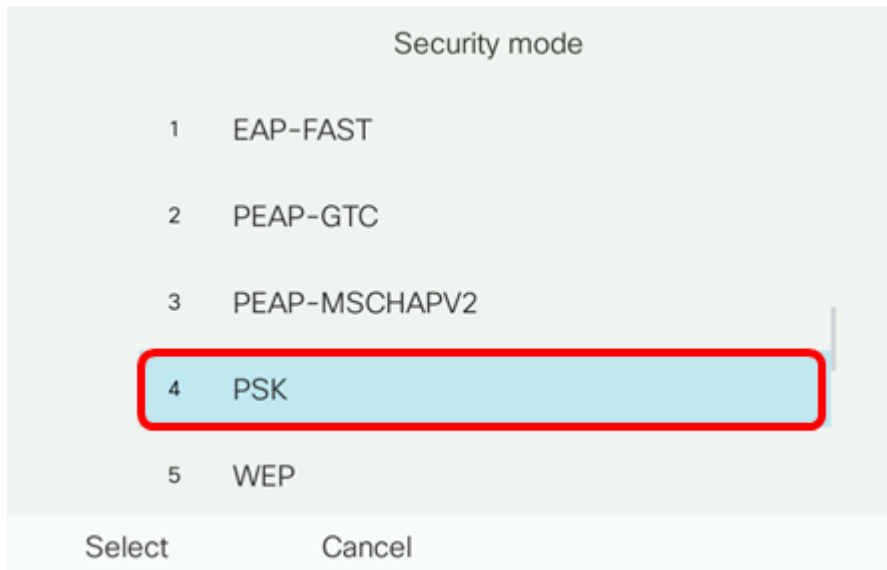 Security mode
1 EAP-FAST
2 PEAP-GTC
3 PEAP-MSCHAPV2
4 PSK
5 WEP
Select Cancel